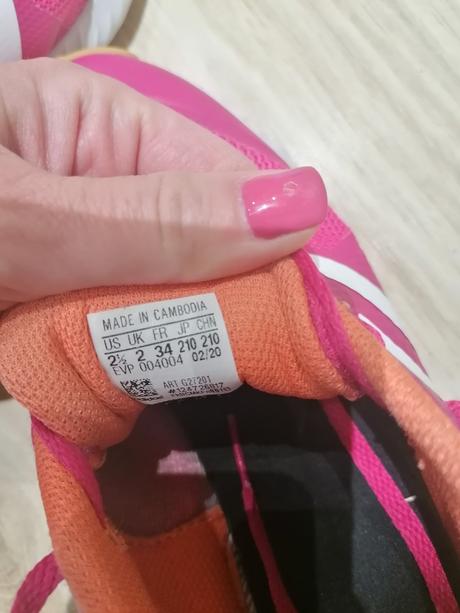 MADE IN CAMBODIA
US UK FR JP CHN
2½ 2 34 210 210
EVP 004004 02/20
ART G27201